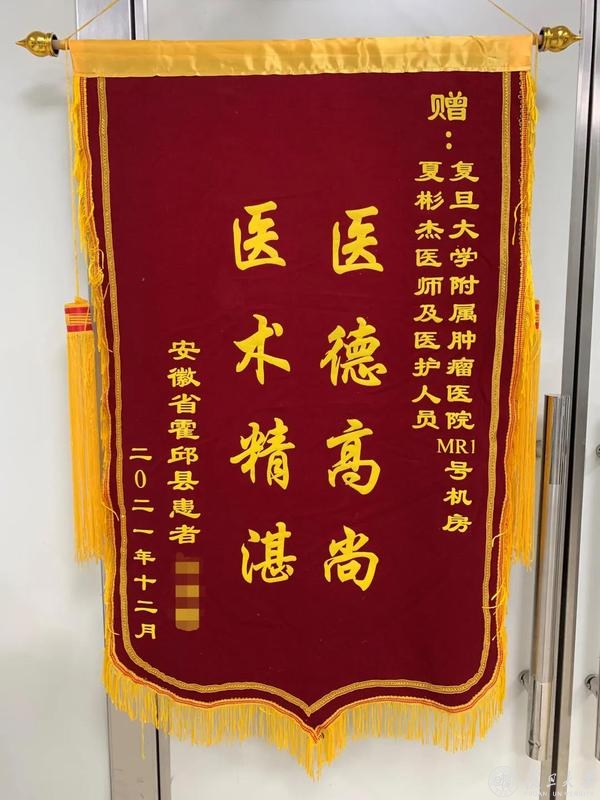 赠：
复旦大学附属肿瘤医院MR1号机房
夏彬杰医师及医护人员
医德高尚
医术精湛
安徽省霍邱县患者
二0二一年十二月